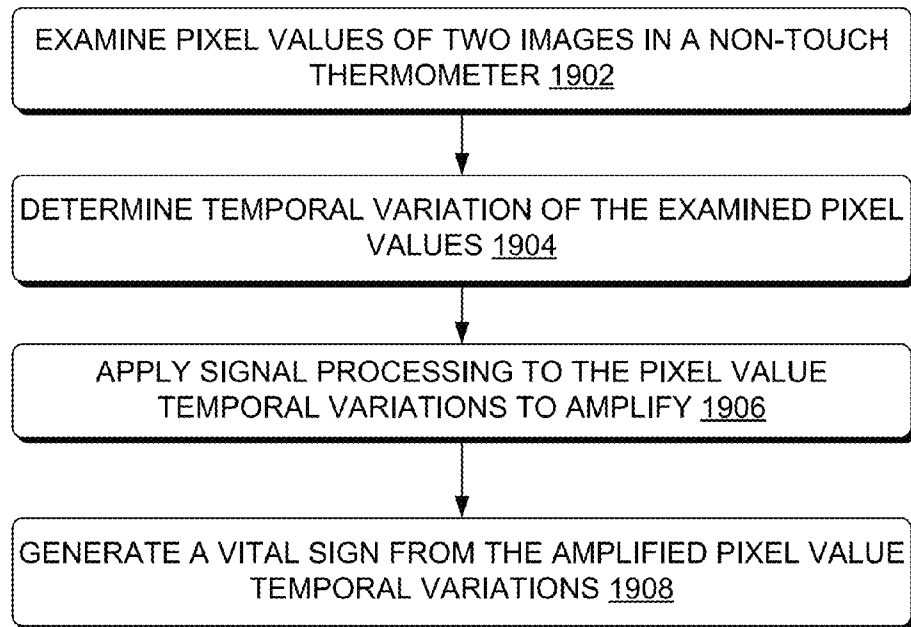 EXAMINE PIXEL VALUES OF TWO IMAGES IN A NON-TOUCH
THERMOMETER 1902
DETERMINE TEMPORAL VARIATION OF THE EXAMINED PIXEL
VALUES 1904
APPLY SIGNAL PROCESSING TO THE PIXEL VALUE
TEMPORAL VARIATIONS TO AMPLIFY 1906
GENERATE A VITAL SIGN FROM THE AMPLIFIED PIXEL VALUE
TEMPORAL VARIATIONS 1908